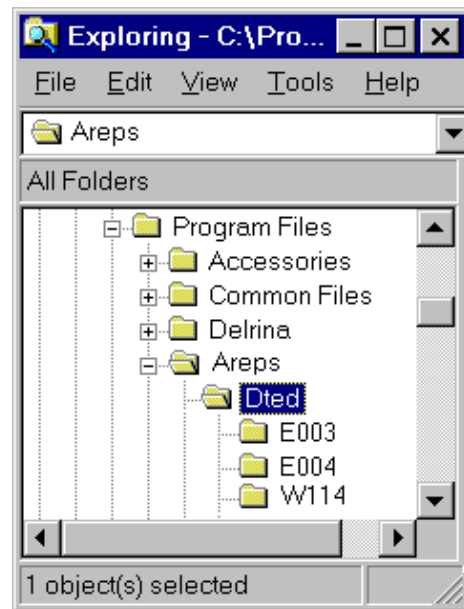 Exploring - C:\Pro...
File Edit View Tools Help
Areps
All Folders
Program Files
Accessories
Common Files
Delrina
Areps
Dted
E003
E004
W114
1 object(s) selected